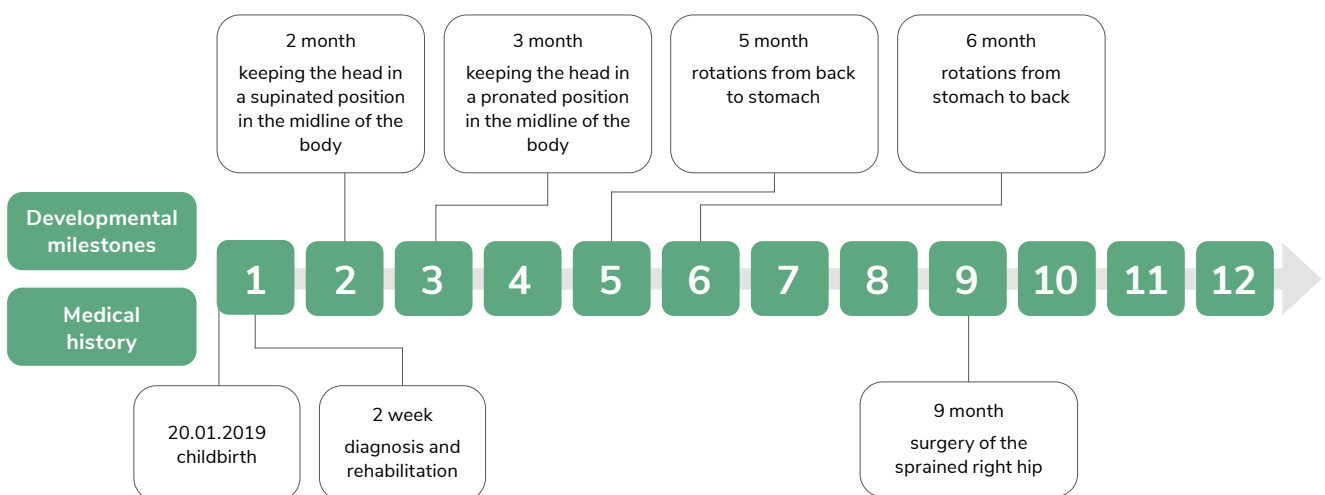 2 month
keeping the head in
a supinated position
in the midline of the
body
3 month
keeping the head in
a pronated position
in the midline of the
body
5 month
rotations from back
to stomach
6 month
rotations from
stomach to back
Developmental
milestones
Medical
history
1 2 3 4 5 6 7 8 9 10 11 12
20.01.2019
childbirth
2 week
diagnosis and
rehabilitation
9 month
surgery of the
sprained right hip